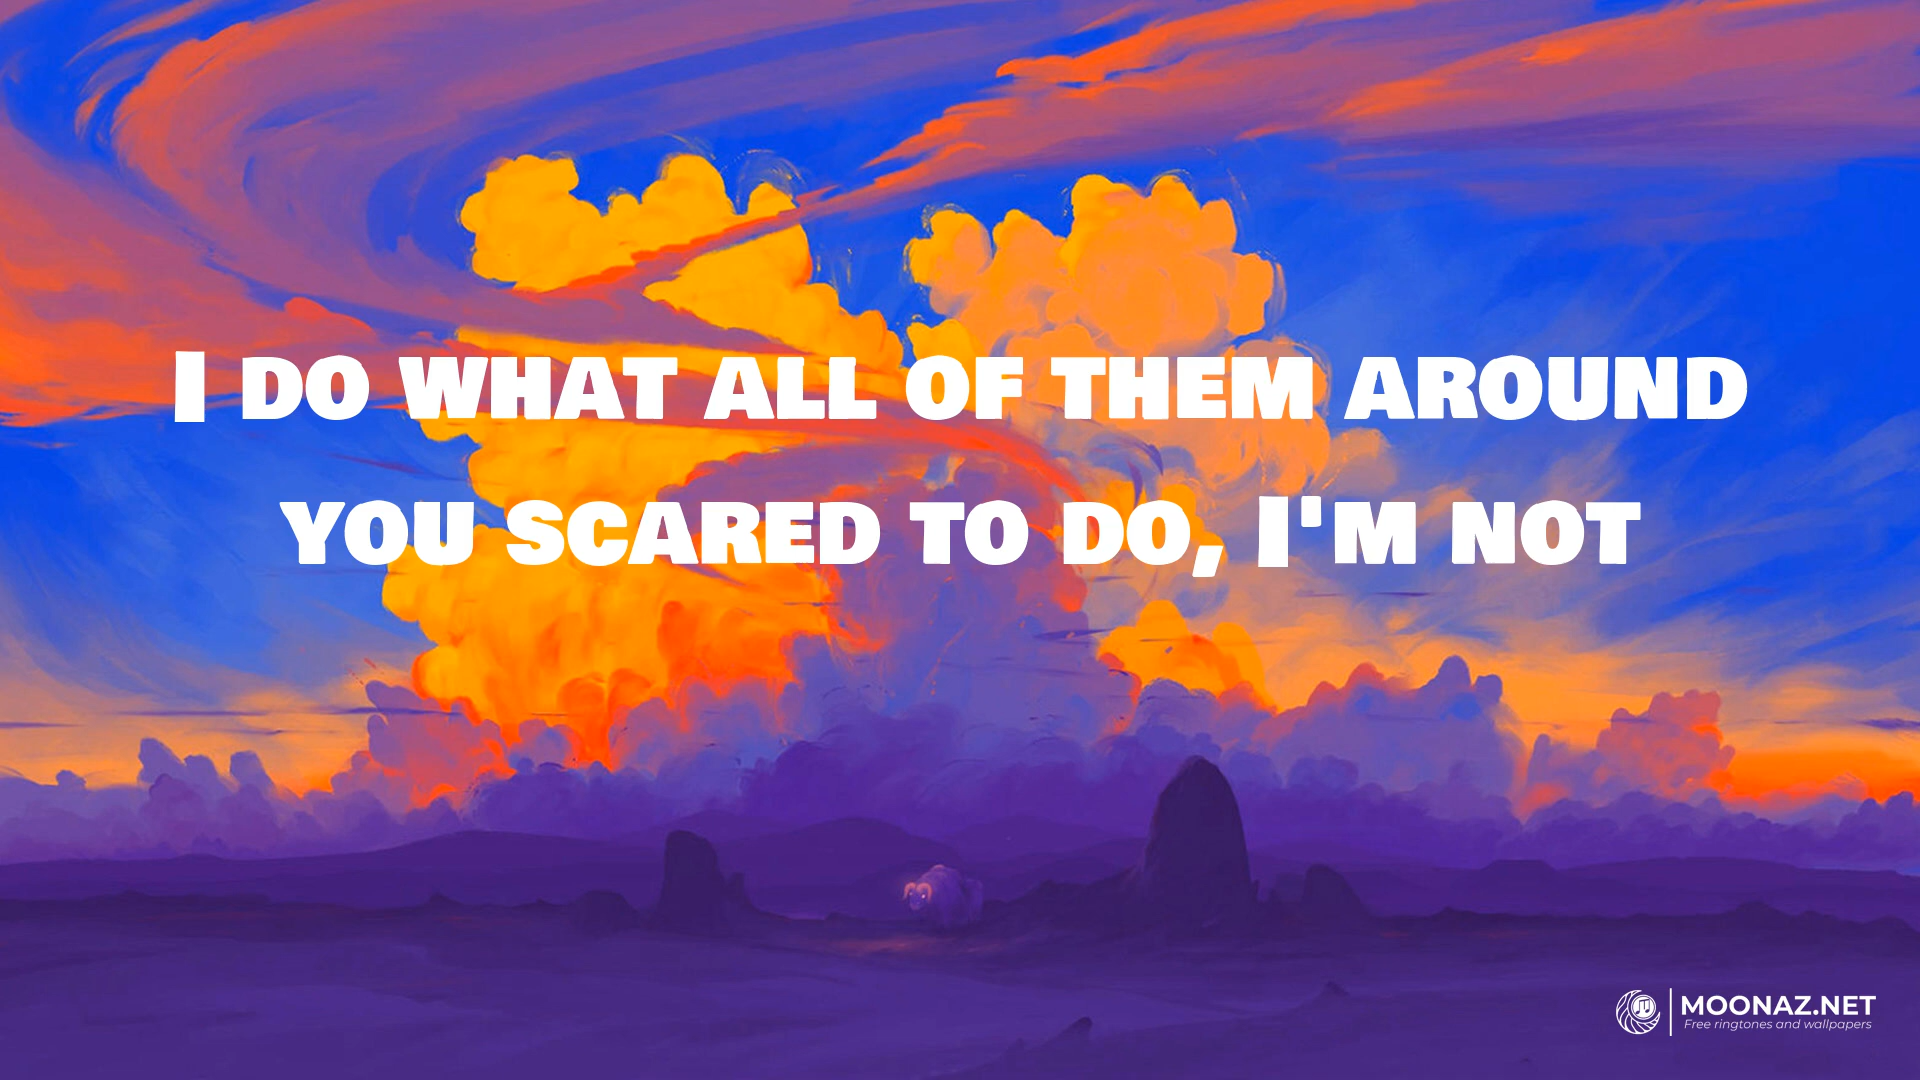 I DO WHAT ALL OF THEM AROUND
YOU SCARED TO DO, I'M NOT
MOONAZ.NET
Free ringtones and wallpapers